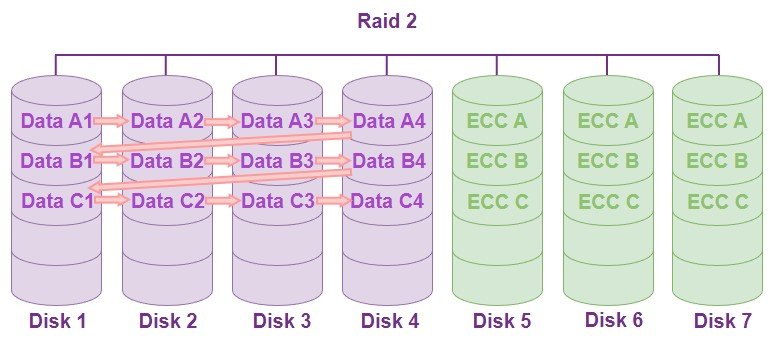 Raid 2
Data A1 Data A2 Data A3 Data A4 ECC A ECC A ECC A
Data B1 Data B2 Data B3 Data B4 ECC B ECC B ECC B
Data C1 Data C2 Data C3 Data C4 ECC C ECC C ECC C
Disk 1 Disk 2 Disk 3 Disk 4 Disk 5 Disk 6 Disk 7